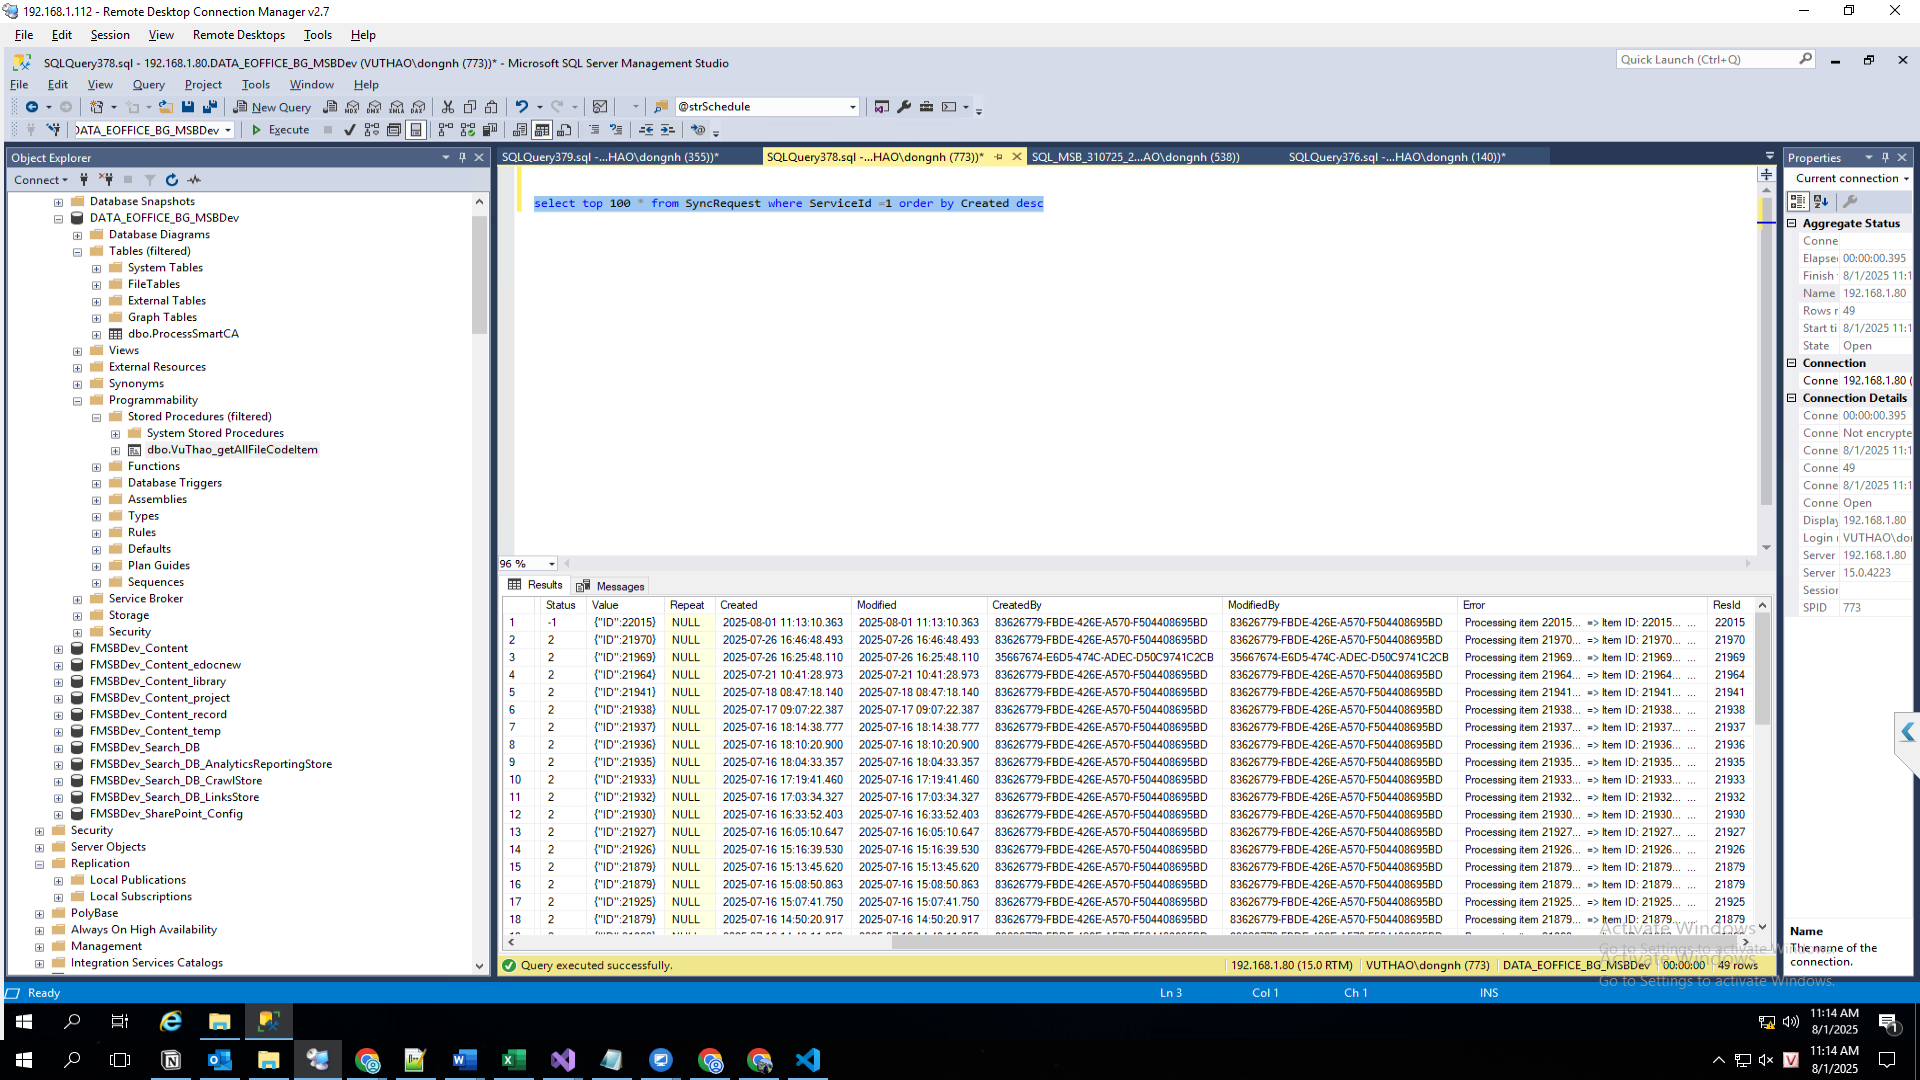 192.168.1.112 - Remote Desktop Connection Manager v2.7
File Edit Session View Remote Desktops Tools Help
SQLQuery378.sql - 192.168.1.80.DATA_EOFFICE_BG_MSBDev (VUTHAO\dongnh (773))* - Microsoft SQL Server Management Studio
Quick Launch (Ctrl+Q)
File Edit View Query Project Tools Window Help
New Query
@strSchedule
DATA_EOFFICE_BG_MSBDev
Execute
Object Explorer
Connect
Database Snapshots
DATA_EOFFICE_BG_MSBDev
Database Diagrams
Tables (filtered)
System Tables
FileTables
External Tables
Graph Tables
dbo.ProcessSmartCA
Views
External Resources
Synonyms
Programmability
Stored Procedures (filtered)
System Stored Procedures
dbo.VuThao_getAllFileCodeItem
Functions
Database Triggers
Assemblies
Types
Rules
Defaults
Plan Guides
Sequences
Service Broker
Storage
Security
FMSBDev_Content
FMSBDev_Content_edocnew
FMSBDev_Content_library
FMSBDev_Content_project
FMSBDev_Content_record
FMSBDev_Content_temp
FMSBDev_Search_DB
FMSBDev_Search_DB_AnalyticsReportingStore
FMSBDev_Search_DB_CrawlStore
FMSBDev_Search_DB_LinksStore
FMSBDev_SharePoint_Config
Security
Server Objects
Replication
Local Publications
Local Subscriptions
PolyBase
Always On High Availability
Management
Integration Services Catalogs
SQLQuery379.sql -...HAO\dongnh (355))*
SQLQuery378.sql -...HAO\dongnh (773))*
SQL_MSB_310725_2...AO\dongnh (538))
SQLQuery376.sql -...HAO\dongnh (140))*
select top 100 * from SyncRequest where ServiceId =1 order by Created desc
96 %
Results Messages
Status Value Repeat Created Modified CreatedBy ModifiedBy Error ResId
1 -1 {"ID":22015} NULL 2025-08-01 11:13:10.363 2025-08-01 11:13:10.363 83626779-FBDE-426E-A570-F504408695BD 83626779-FBDE-426E-A570-F504408695BD Processing item 22015... => Item ID: 22015... ... 22015
2 2 {"ID":21970} NULL 2025-07-26 16:46:48.493 2025-07-26 16:46:48.493 83626779-FBDE-426E-A570-F504408695BD 83626779-FBDE-426E-A570-F504408695BD Processing item 21970... => Item ID: 21970... ... 21970
3 2 {"ID":21969} NULL 2025-07-26 16:25:48.110 2025-07-26 16:25:48.110 35667674-E6D5-474C-ADEC-D50C9741C2CB 35667674-E6D5-474C-ADEC-D50C9741C2CB Processing item 21969... => Item ID: 21969... ... 21969
4 2 {"ID":21964} NULL 2025-07-21 10:41:28.973 2025-07-21 10:41:28.973 83626779-FBDE-426E-A570-F504408695BD 83626779-FBDE-426E-A570-F504408695BD Processing item 21964... => Item ID: 21964... ... 21964
5 2 {"ID":21941} NULL 2025-07-18 08:47:18.140 2025-07-18 08:47:18.140 83626779-FBDE-426E-A570-F504408695BD 83626779-FBDE-426E-A570-F504408695BD Processing item 21941... => Item ID: 21941... ... 21941
6 2 {"ID":21938} NULL 2025-07-17 09:07:22.387 2025-07-17 09:07:22.387 83626779-FBDE-426E-A570-F504408695BD 83626779-FBDE-426E-A570-F504408695BD Processing item 21938... => Item ID: 21938... ... 21938
7 2 {"ID":21937} NULL 2025-07-16 18:14:38.777 2025-07-16 18:14:38.777 83626779-FBDE-426E-A570-F504408695BD 83626779-FBDE-426E-A570-F504408695BD Processing item 21937... => Item ID: 21937... ... 21937
8 2 {"ID":21936} NULL 2025-07-16 18:10:20.900 2025-07-16 18:10:20.900 83626779-FBDE-426E-A570-F504408695BD 83626779-FBDE-426E-A570-F504408695BD Processing item 21936... => Item ID: 21936... ... 21936
9 2 {"ID":21935} NULL 2025-07-16 18:04:33.357 2025-07-16 18:04:33.357 83626779-FBDE-426E-A570-F504408695BD 83626779-FBDE-426E-A570-F504408695BD Processing item 21935... => Item ID: 21935... ... 21935
10 2 {"ID":21933} NULL 2025-07-16 17:19:41.460 2025-07-16 17:19:41.460 83626779-FBDE-426E-A570-F504408695BD 83626779-FBDE-426E-A570-F504408695BD Processing item 21933... => Item ID: 21933... ... 21933
11 2 {"ID":21932} NULL 2025-07-16 17:03:34.327 2025-07-16 17:03:34.327 83626779-FBDE-426E-A570-F504408695BD 83626779-FBDE-426E-A570-F504408695BD Processing item 21932... => Item ID: 21932... ... 21932
12 2 {"ID":21930} NULL 2025-07-16 16:33:52.403 2025-07-16 16:33:52.403 83626779-FBDE-426E-A570-F504408695BD 83626779-FBDE-426E-A570-F504408695BD Processing item 21930... => Item ID: 21930... ... 21930
13 2 {"ID":21927} NULL 2025-07-16 16:05:10.647 2025-07-16 16:05:10.647 83626779-FBDE-426E-A570-F504408695BD 83626779-FBDE-426E-A570-F504408695BD Processing item 21927... => Item ID: 21927... ... 21927
14 2 {"ID":21926} NULL 2025-07-16 15:16:39.530 2025-07-16 15:16:39.530 83626779-FBDE-426E-A570-F504408695BD 83626779-FBDE-426E-A570-F504408695BD Processing item 21926... => Item ID: 21926... ... 21926
15 2 {"ID":21879} NULL 2025-07-16 15:13:45.620 2025-07-16 15:13:45.620 83626779-FBDE-426E-A570-F504408695BD 83626779-FBDE-426E-A570-F504408695BD Processing item 21879... => Item ID: 21879... ... 21879
16 2 {"ID":21879} NULL 2025-07-16 15:08:50.863 2025-07-16 15:08:50.863 83626779-FBDE-426E-A570-F504408695BD 83626779-FBDE-426E-A570-F504408695BD Processing item 21879... => Item ID: 21879... ... 21879
17 2 {"ID":21925} NULL 2025-07-16 15:07:41.750 2025-07-16 15:07:41.750 83626779-FBDE-426E-A570-F504408695BD 83626779-FBDE-426E-A570-F504408695BD Processing item 21925... => Item ID: 21925... ... 21925
18 2 {"ID":21879} NULL 2025-07-16 14:50:20.917 2025-07-16 14:50:20.917 83626779-FBDE-426E-A570-F504408695BD 83626779-FBDE-426E-A570-F504408695BD Processing item 21879... => Item ID: 21879... ... 21879
Query executed successfully.
192.168.1.80 (15.0 RTM) VUTHAO\dongnh (773) DATA_EOFFICE_BG_MSBDev 00:00:00 49 rows
Properties
Current connection
Aggregate Status
Conne
Elapse 00:00:00.395
Finish 8/1/2025 11:1
Name 192.168.1.80
Rows r 49
Start ti 8/1/2025 11:1
State Open
Connection
Conne 192.168.1.80 (
Connection Details
Conne 00:00:00.395
Conne Not encrypte
Conne 8/1/2025 11:1
Conne 49
Conne 8/1/2025 11:1
Conne Open
Display 192.168.1.80
Login VUTHAO\do
Server 192.168.1.80
Server 15.0.4223
Session
SPID 773
Name
The name of the
connection.
Activate Windows
Go to Settings to activate Windows.
Activate Windows
Go to Settings to activate Windows.
Ready Ln 3 Col 1 Ch 1 INS
11:14 AM
8/1/2025
1
11:14 AM
8/1/2025